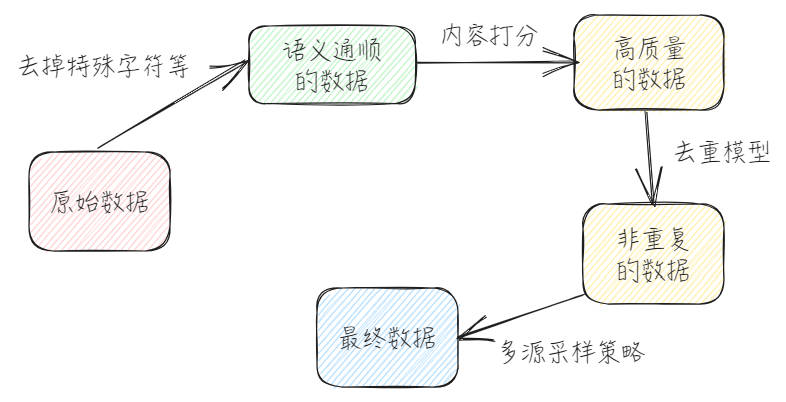 原始数据
去掉特殊字符等
语义通顺
的数据
内容打分
高质量
的数据
去重模型
非重复
的数据
多源采样策略
最终数据